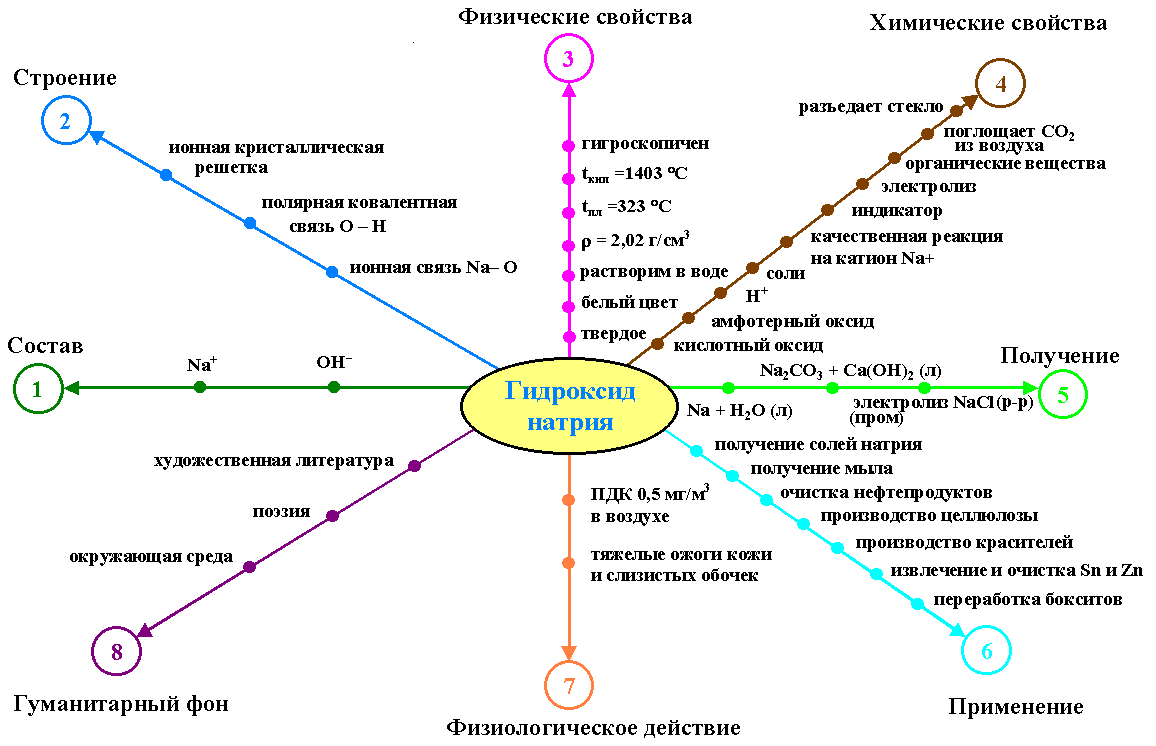 Физические свойства
3
Химические свойства
4
Строение
2
разъедает стекло
поглощает CO₂
из воздуха
органические вещества
электролиз
индикатор
качественная реакция
на катион Na+
соли
H⁺
амфотерный оксид
кислотный оксид
гигроскопичен
tкип =1403 °C
tпл =323 °C
ρ = 2,02 г/см³
растворим в воде
белый цвет
твердое
ионная кристаллическая
решетка
полярная ковалентная
связь O – H
ионная связь Na– O
Состав
1
Na⁺
OH⁻
Гидроксид
натрия
Получение
5
Na₂CO₃ + Ca(OH)₂ (л)
Na + H₂O (л)
электролиз NaCl(р-р)
(пром)
получение солей натрия
получение мыла
очистка нефтепродуктов
производство целлюлозы
производство красителей
извлечение и очистка Sn и Zn
переработка бокситов
6
Применение
ПДК 0,5 мг/м³
в воздухе
тяжелые ожоги кожи
и слизистых обочек
7
Физиологическое действие
художественная литература
поэзия
окружающая среда
8
Гуманитарный фон